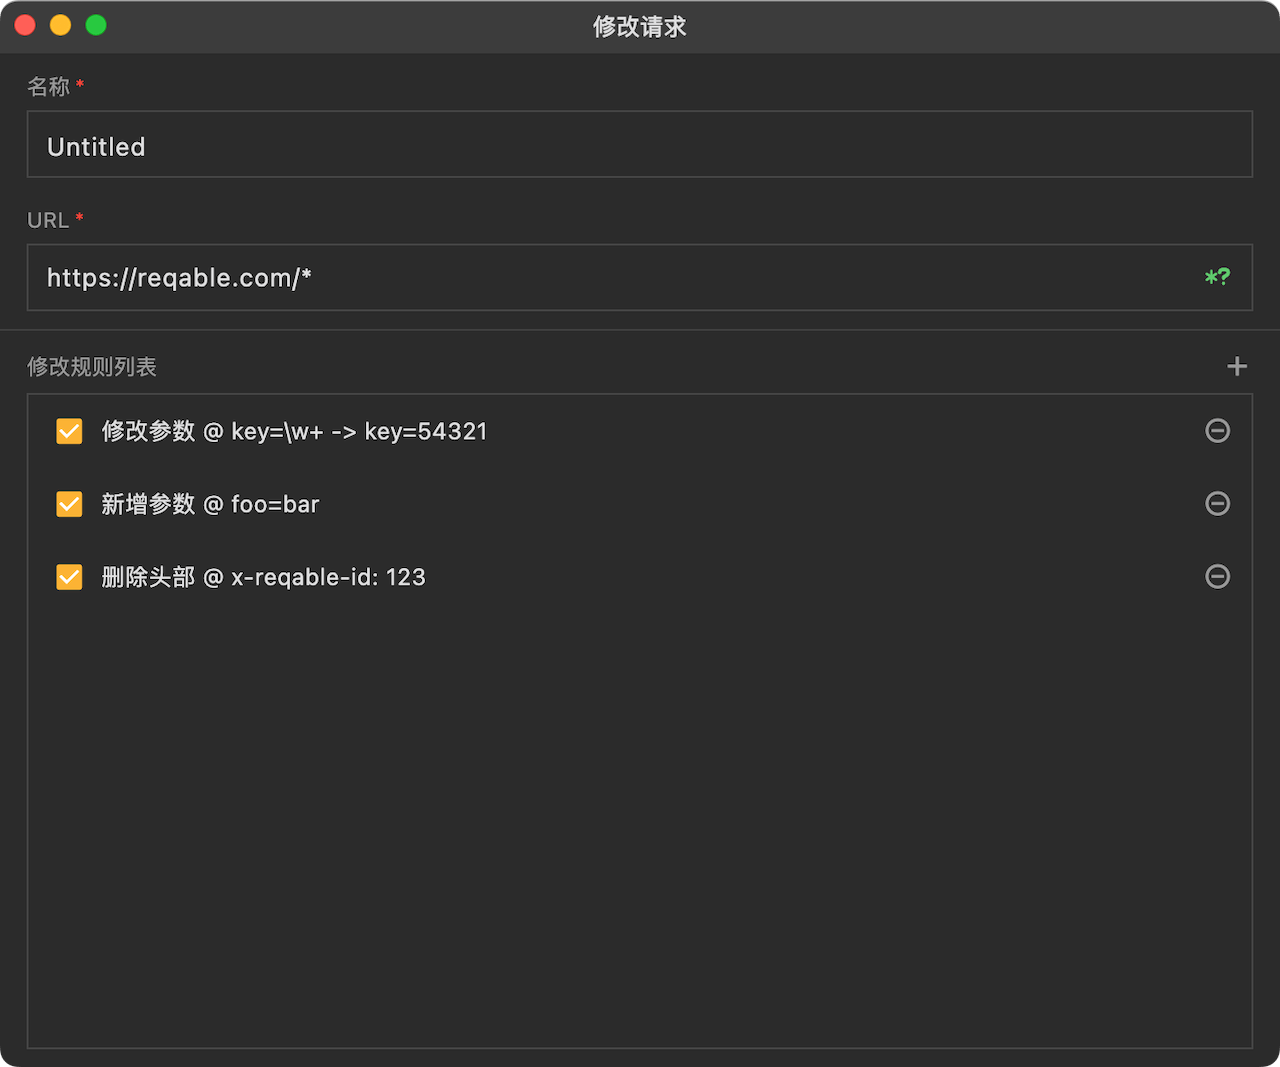 修改请求
名称 *
Untitled
URL *
https://reqable.com/*
*?
修改规则列表
修改参数 @ key=\w+ -> key=54321
新增参数 @ foo=bar
删除头部 @ x-reqable-id: 123